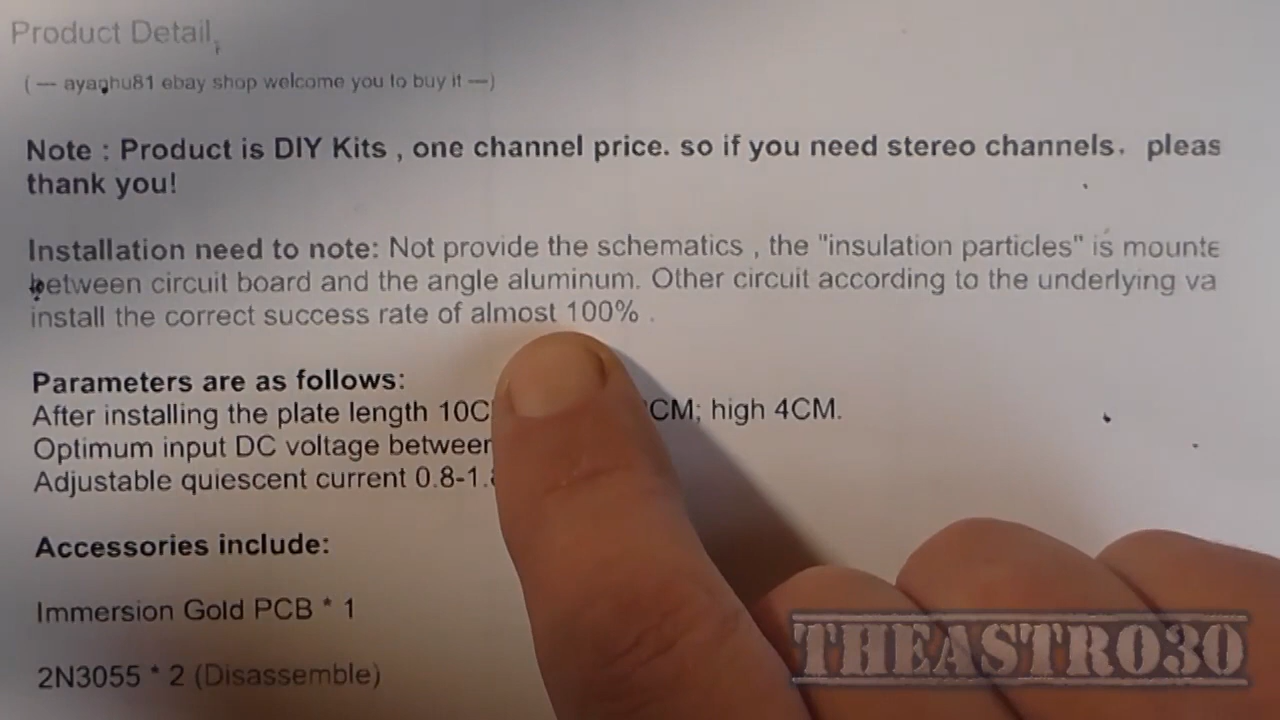 Product Detail,
( — ayaohu81 ebay shop welcome you to buy it —)
Note : Product is DIY Kits , one channel price. so if you need stereo channels. pleas
thank you!
Installation need to note: Not provide the schematics , the "insulation particles" is mounte
between circuit board and the angle aluminum. Other circuit according to the underlying va
install the correct success rate of almost 100% .
Parameters are as follows:
After installing the plate length 10C CM; high 4CM.
Optimum input DC voltage between
Adjustable quiescent current 0.8-1.
Accessories include:
Immersion Gold PCB * 1
2N3055 * 2 (Disassemble)
THEASTRO30